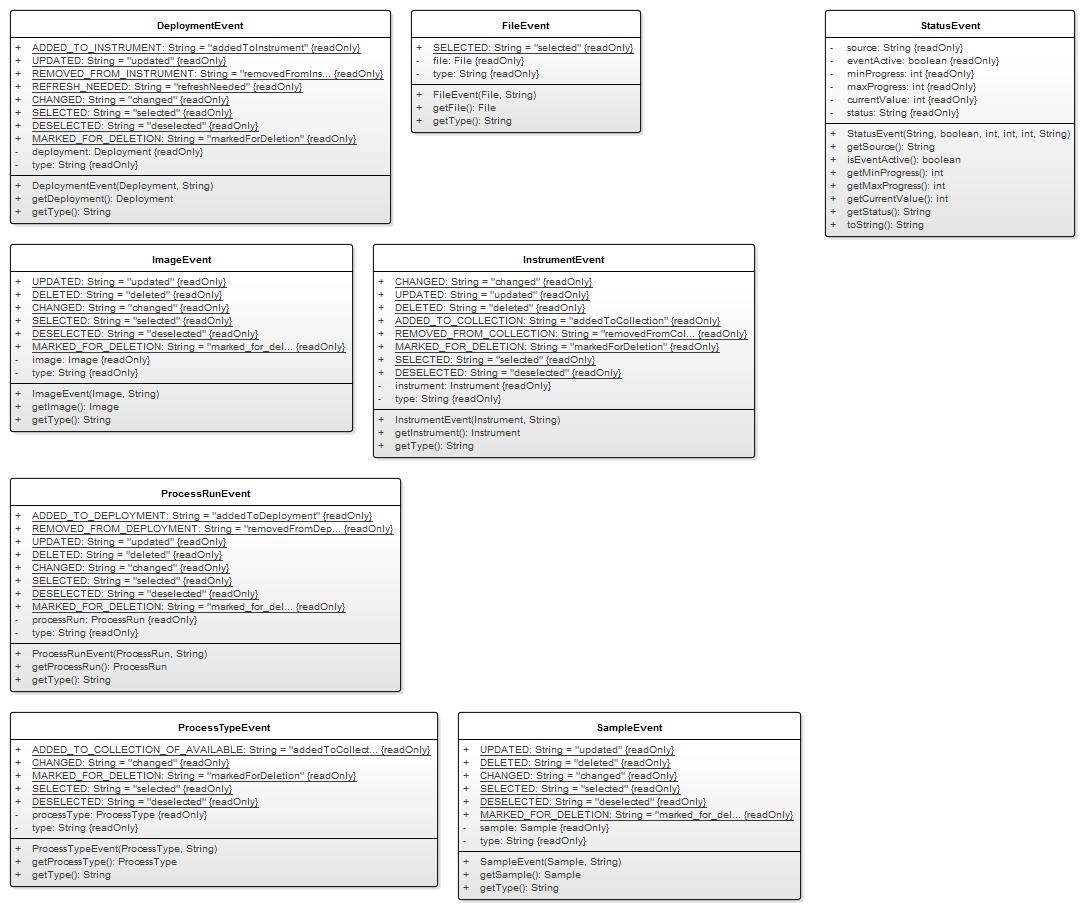 DeploymentEvent
+ ADDED_TO_INSTRUMENT: String = "addedToInstrument" {readOnly}
+ UPDATED: String = "updated" {readOnly}
+ REMOVED_FROM_INSTRUMENT: String = "removedFromIns... {readOnly}
+ REFRESH_NEEDED: String = "refreshNeeded" {readOnly}
+ CHANGED: String = "changed" {readOnly}
+ SELECTED: String = "selected" {readOnly}
+ DESELECTED: String = "deselected" {readOnly}
+ MARKED_FOR_DELETION: String = "markedForDeletion" {readOnly}
- deployment: Deployment {readOnly}
- type: String {readOnly}
+ DeploymentEvent(Deployment, String)
+ getDeployment(): Deployment
+ getType(): String
FileEvent
+ SELECTED: String = "selected" {readOnly}
- file: File {readOnly}
- type: String {readOnly}
+ FileEvent(File, String)
+ getFile(): File
+ getType(): String
StatusEvent
- source: String {readOnly}
- eventActive: boolean {readOnly}
- minProgress: int {readOnly}
- maxProgress: int {readOnly}
- currentValue: int {readOnly}
- status: String {readOnly}
+ StatusEvent(String, boolean, int, int, int, String)
+ getSource(): String
+ isEventActive(): boolean
+ getMinProgress(): int
+ getMaxProgress(): int
+ getCurrentValue(): int
+ getStatus(): String
+ toString(): String
ImageEvent
+ UPDATED: String = "updated" {readOnly}
+ DELETED: String = "deleted" {readOnly}
+ CHANGED: String = "changed" {readOnly}
+ SELECTED: String = "selected" {readOnly}
+ DESELECTED: String = "deselected" {readOnly}
+ MARKED_FOR_DELETION: String = "marked_for_del... {readOnly}
- image: Image {readOnly}
- type: String {readOnly}
+ ImageEvent(Image, String)
+ getImage(): Image
+ getType(): String
InstrumentEvent
+ CHANGED: String = "changed" {readOnly}
+ UPDATED: String = "updated" {readOnly}
+ DELETED: String = "deleted" {readOnly}
+ ADDED_TO_COLLECTION: String = "addedToCollection" {readOnly}
+ REMOVED_FROM_COLLECTION: String = "removedFromCol... {readOnly}
+ MARKED_FOR_DELETION: String = "markedForDeletion" {readOnly}
+ SELECTED: String = "selected" {readOnly}
+ DESELECTED: String = "deselected" {readOnly}
- instrument: Instrument {readOnly}
- type: String {readOnly}
+ InstrumentEvent(Instrument, String)
+ getInstrument(): Instrument
+ getType(): String
ProcessRunEvent
+ ADDED_TO_DEPLOYMENT: String = "addedToDeployment" {readOnly}
+ REMOVED_FROM_DEPLOYMENT: String = "removedFromDep... {readOnly}
+ UPDATED: String = "updated" {readOnly}
+ DELETED: String = "deleted" {readOnly}
+ CHANGED: String = "changed" {readOnly}
+ SELECTED: String = "selected" {readOnly}
+ DESELECTED: String = "deselected" {readOnly}
+ MARKED_FOR_DELETION: String = "marked_for_del... {readOnly}
- processRun: ProcessRun {readOnly}
- type: String {readOnly}
+ ProcessRunEvent(ProcessRun, String)
+ getProcessRun(): ProcessRun
+ getType(): String
ProcessTypeEvent
+ ADDED_TO_COLLECTION_OF_AVAILABLE: String = "addedToCollect... {readOnly}
+ CHANGED: String = "changed" {readOnly}
+ MARKED_FOR_DELETION: String = "markedForDeletion" {readOnly}
+ SELECTED: String = "selected" {readOnly}
+ DESELECTED: String = "deselected" {readOnly}
- processType: ProcessType {readOnly}
- type: String {readOnly}
+ ProcessTypeEvent(ProcessType, String)
+ getProcessType(): ProcessType
+ getType(): String
SampleEvent
+ UPDATED: String = "updated" {readOnly}
+ DELETED: String = "deleted" {readOnly}
+ CHANGED: String = "changed" {readOnly}
+ SELECTED: String = "selected" {readOnly}
+ DESELECTED: String = "deselected" {readOnly}
+ MARKED_FOR_DELETION: String = "marked_for_del... {readOnly}
- sample: Sample {readOnly}
- type: String {readOnly}
+ SampleEvent(Sample, String)
+ getSample(): Sample
+ getType(): String